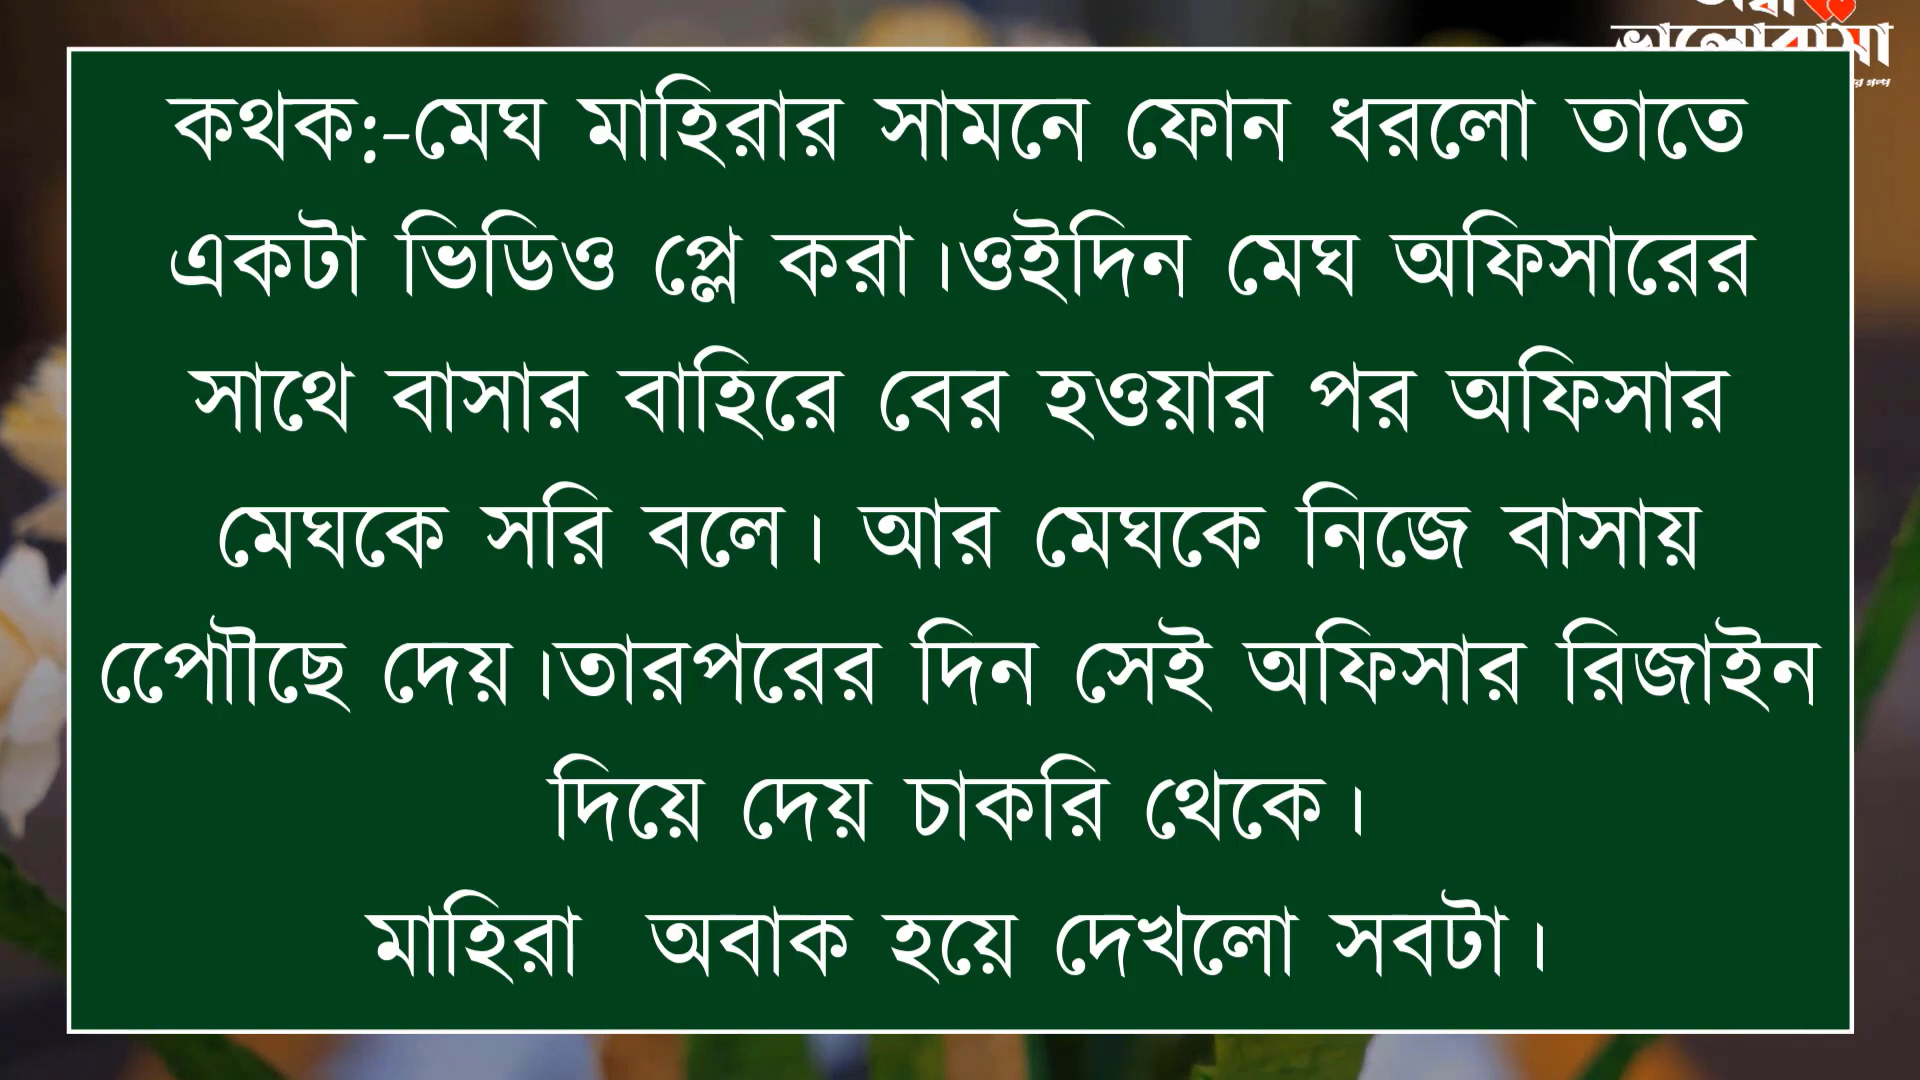 ভালোবাসা
কথক:-মেঘ মাহিরার সামনে ফোন ধরলো তাতে
একটা ভিডিও প্লে করা।ওইদিন মেঘ অফিসারের
সাথে বাসার বাহিরে বের হওয়ার পর অফিসার
মেঘকে সরি বলে। আর মেঘকে নিজে বাসায়
পৌেঁছে দেয়।তারপরের দিন সেই অফিসার রিজাইন
দিয়ে দেয় চাকরি থেকে।
মাহিরা  অবাক হয়ে দেখলো সবটা।